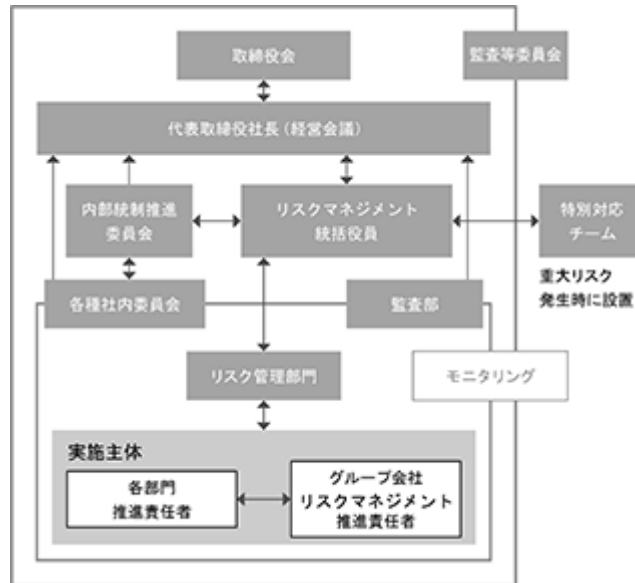 取締役会
監査等委員会
代表取締役社長（経営会議）
内部統制推進
委員会
リスクマネジメント
統括役員
特別対応
チーム
重大リスク
発生時に設置
各種社内委員会
監査部
リスク管理部門
モニタリング
実施主体
各部門
推進責任者
グループ会社
リスクマネジメント
推進責任者